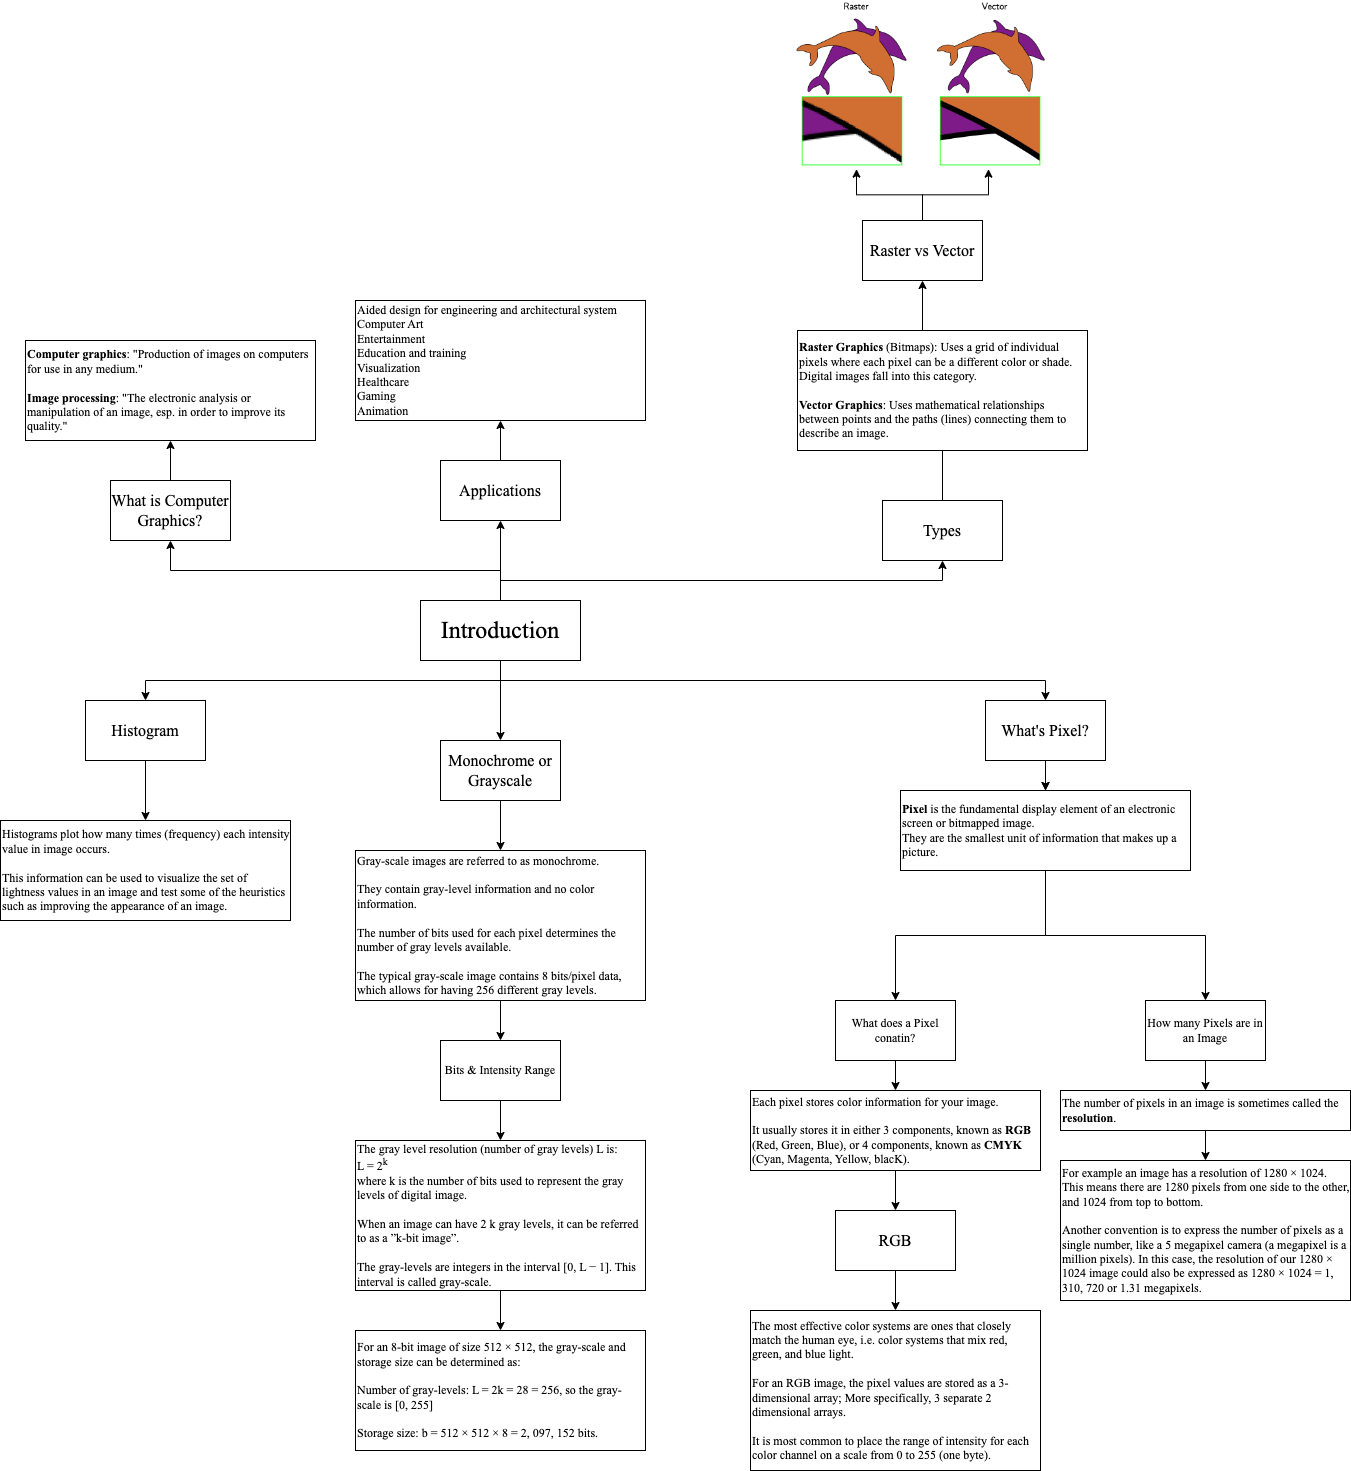 Raster
Vector
Raster vs Vector
Aided design for engineering and architectural system
Computer Art
Entertainment
Education and training
Visualization
Healthcare
Gaming
Animation
Computer graphics: "Production of images on computers
for use in any medium."
Image processing: "The electronic analysis or
manipulation of an image, esp. in order to improve its
quality."
Raster Graphics (Bitmaps): Uses a grid of individual
pixels where each pixel can be a different color or shade.
Digital images fall into this category.
Vector Graphics: Uses mathematical relationships
between points and the paths (lines) connecting them to
describe an image.
What is Computer
Graphics?
Applications
Types
Introduction
Histogram
Monochrome or
Grayscale
What's Pixel?
Histograms plot how many times (frequency) each intensity
value in image occurs.
This information can be used to visualize the set of
lightness values in an image and test some of the heuristics
such as improving the appearance of an image.
Gray-scale images are referred to as monochrome.
They contain gray-level information and no color
information.
The number of bits used for each pixel determines the
number of gray levels available.
The typical gray-scale image contains 8 bits/pixel data,
which allows for having 256 different gray levels.
Pixel is the fundamental display element of an electronic
screen or bitmapped image.
They are the smallest unit of information that makes up a
picture.
Bits & Intensity Range
What does a Pixel
conatin?
How many Pixels are in
an Image
The gray level resolution (number of gray levels) L is:
L = 2^k
where k is the number of bits used to represent the gray
levels of digital image.
When an image can have 2 k gray levels, it can be referred
to as a ”k-bit image”.
The gray-levels are integers in the interval [0, L − 1]. This
interval is called gray-scale.
For an 8-bit image of size 512 × 512, the gray-scale and
storage size can be determined as:
Number of gray-levels: L = 2k = 28 = 256, so the gray-
scale is [0, 255]
Storage size: b = 512 × 512 × 8 = 2, 097, 152 bits.
Each pixel stores color information for your image.
It usually stores it in either 3 components, known as RGB
(Red, Green, Blue), or 4 components, known as CMYK
(Cyan, Magenta, Yellow, blacK).
RGB
The most effective color systems are ones that closely
match the human eye, i.e. color systems that mix red,
green, and blue light.
For an RGB image, the pixel values are stored as a 3-
dimensional array; More specifically, 3 separate 2
dimensional arrays.
It is most common to place the range of intensity for each
color channel on a scale from 0 to 255 (one byte).
The number of pixels in an image is sometimes called the
resolution.
For example an image has a resolution of 1280 × 1024.
This means there are 1280 pixels from one side to the other,
and 1024 from top to bottom.
Another convention is to express the number of pixels as a
single number, like a 5 megapixel camera (a megapixel is a
million pixels). In this case, the resolution of our 1280 ×
1024 image could also be expressed as 1280 × 1024 = 1,
310, 720 or 1.31 megapixels.